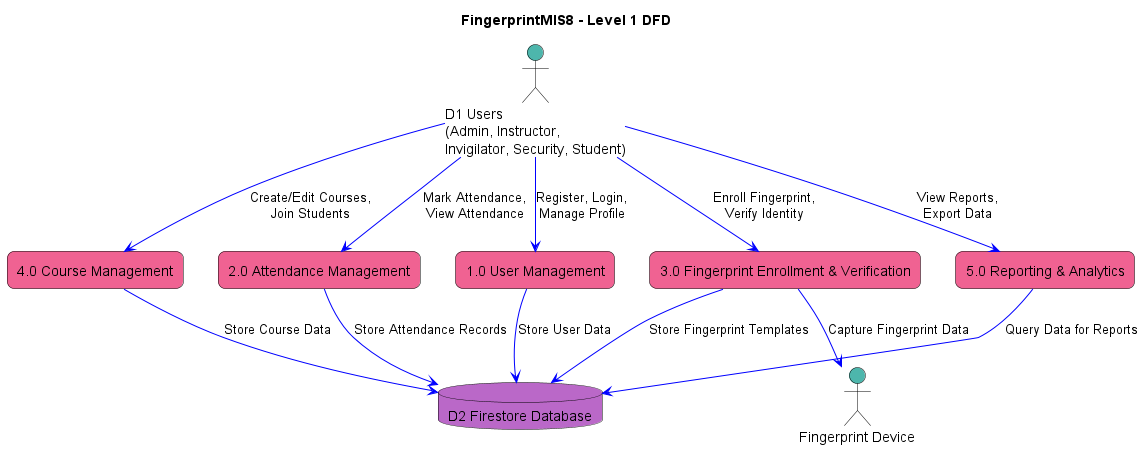 FingerprintMIS8 - Level 1 DFD
D1 Users
(Admin, Instructor,
Invigilator, Security, Student)
Create/Edit Courses,
Join Students
Mark Attendance,
View Attendance
Register, Login,
Manage Profile
Enroll Fingerprint,
Verify Identity
View Reports,
Export Data
4.0 Course Management
2.0 Attendance Management
1.0 User Management
3.0 Fingerprint Enrollment & Verification
5.0 Reporting & Analytics
Store Course Data
Store Attendance Records
Store User Data
Store Fingerprint Templates
Capture Fingerprint Data
Query Data for Reports
D2 Firestore Database
Fingerprint Device